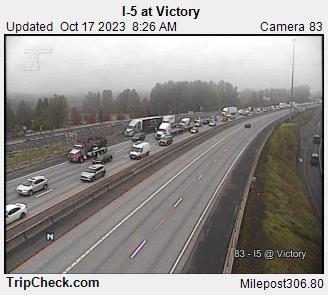 I-5 at Victory
Updated Oct 17 2023 8:26 AM Camera 83
N
83 - I5 @ Victory
TripCheck.com Milepost306.80